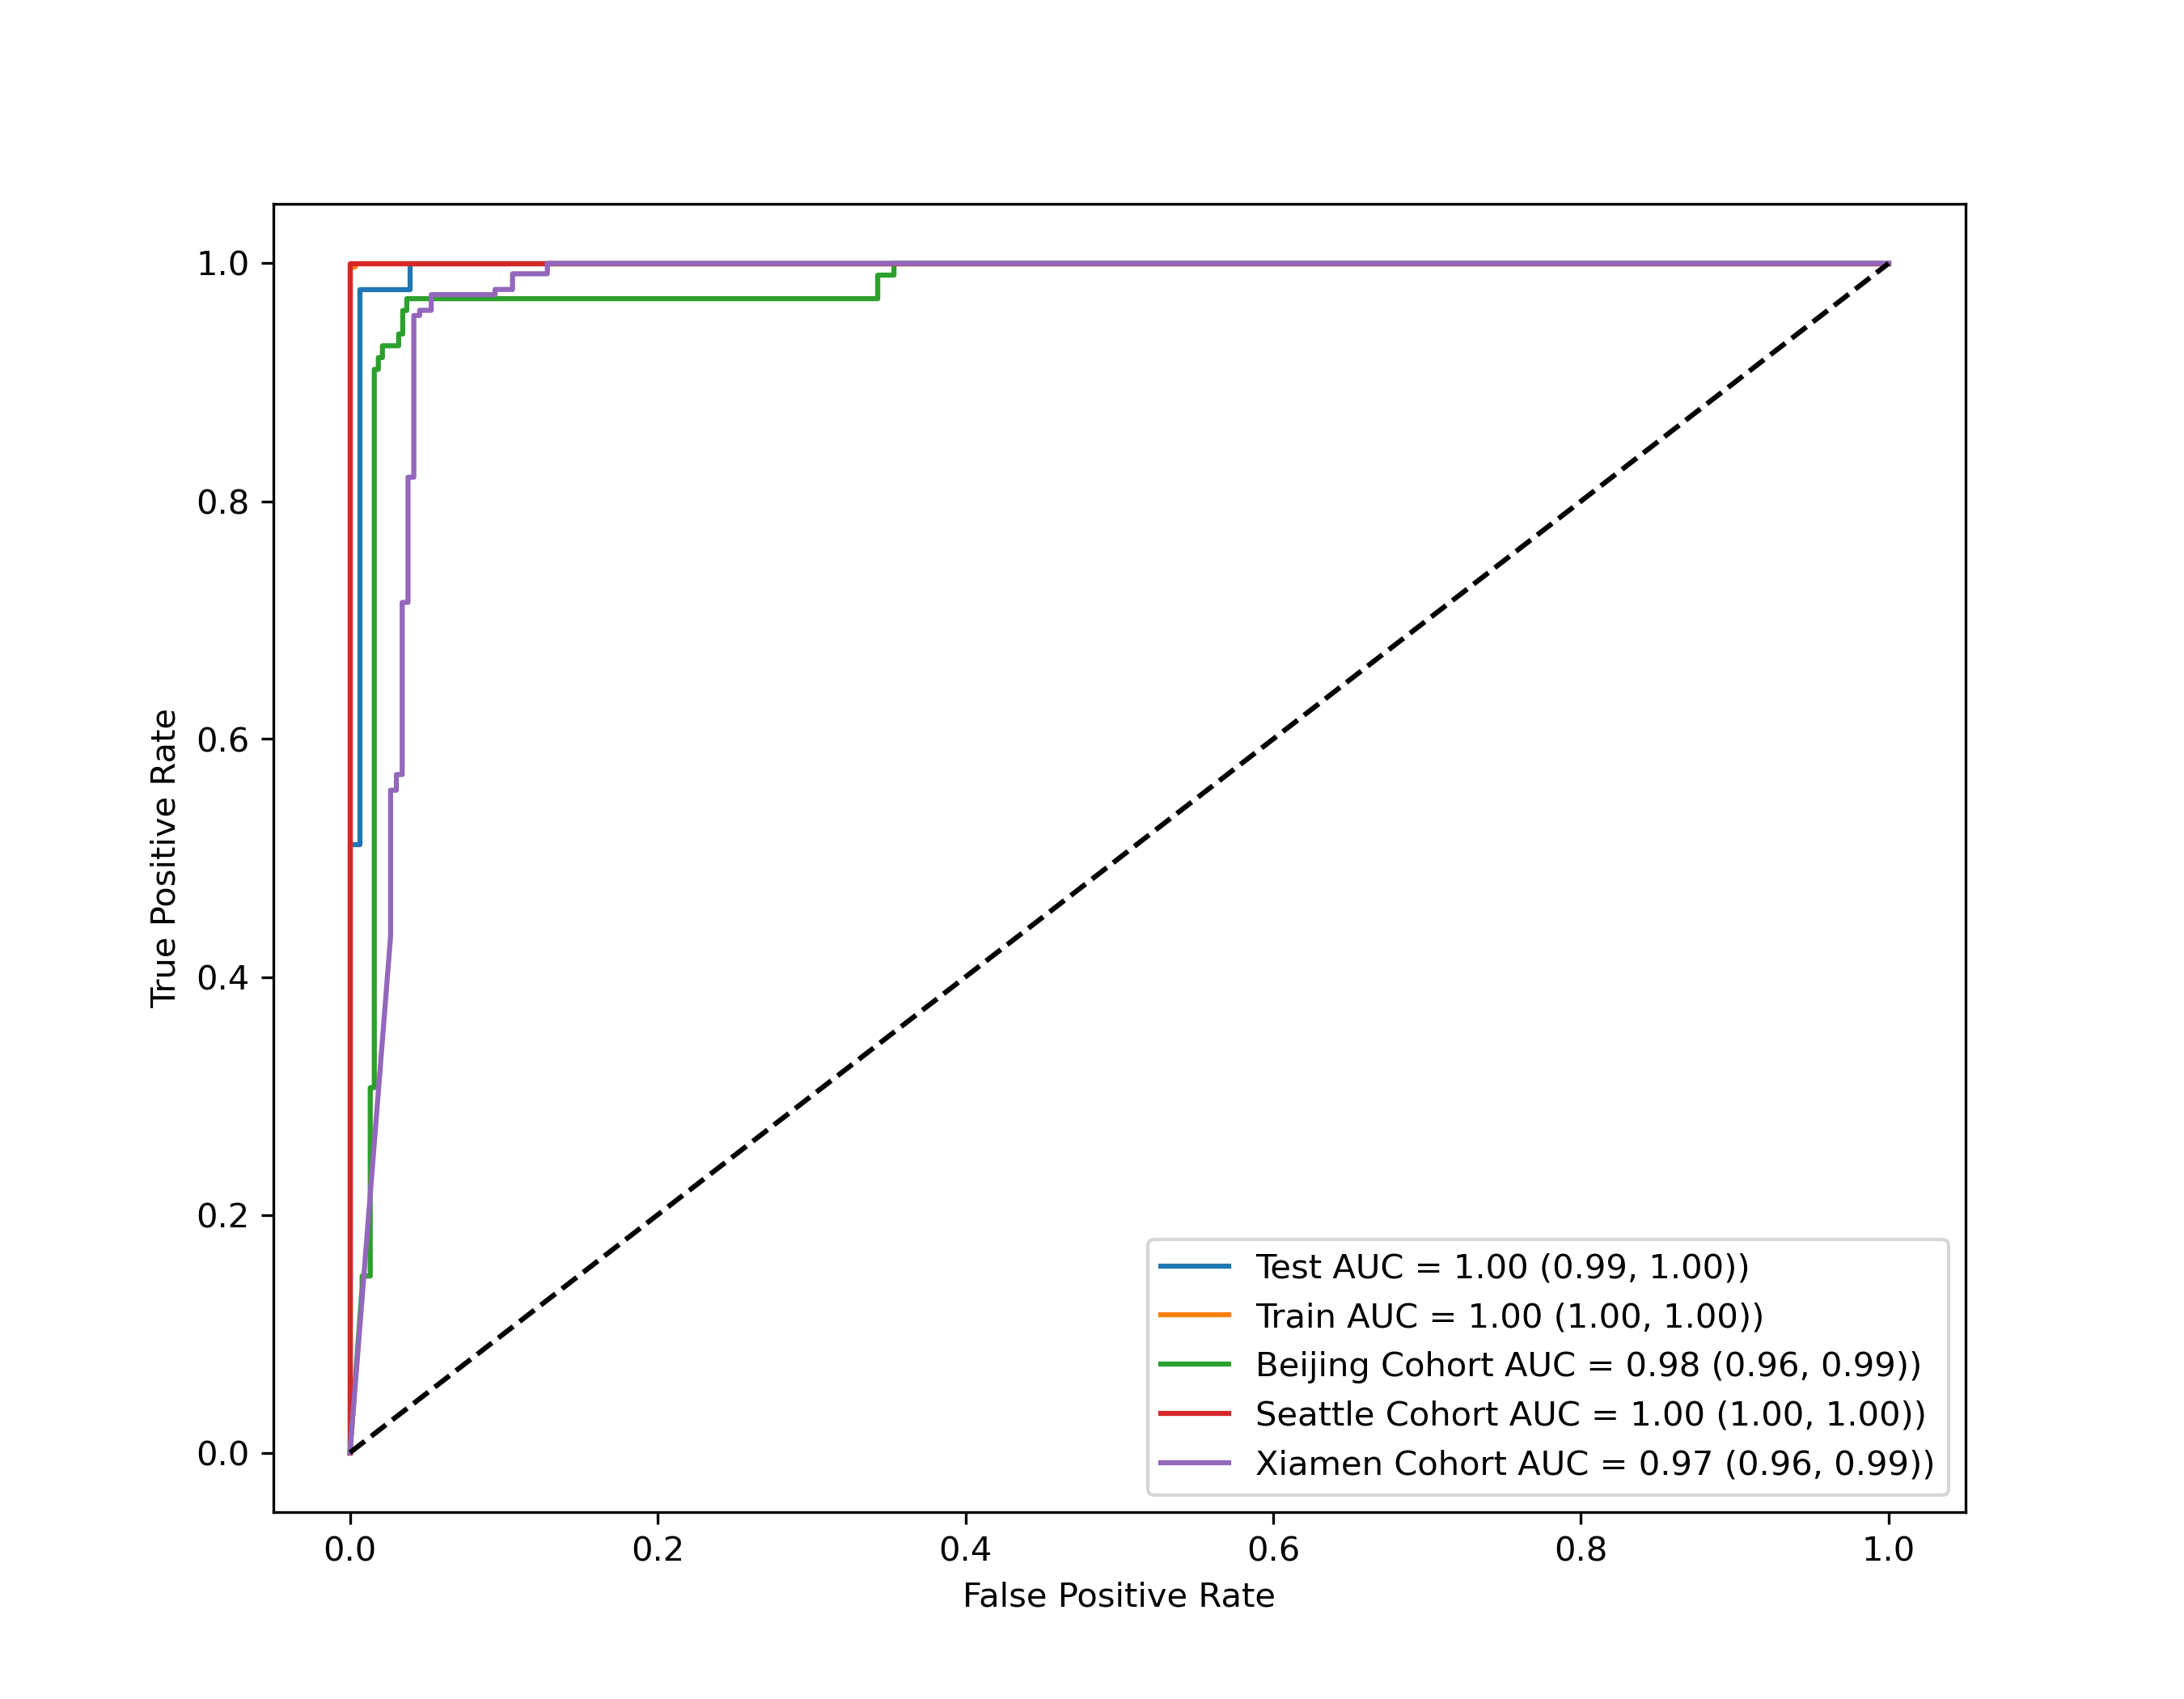 1.0
0.8
0.6
0.4
0.2
0.0
True Positive Rate
0.0 0.2 0.4 0.6 0.8 1.0
False Positive Rate
Test AUC = 1.00 (0.99, 1.00))
Train AUC = 1.00 (1.00, 1.00))
Beijing Cohort AUC = 0.98 (0.96, 0.99))
Seattle Cohort AUC = 1.00 (1.00, 1.00))
Xiamen Cohort AUC = 0.97 (0.96, 0.99))